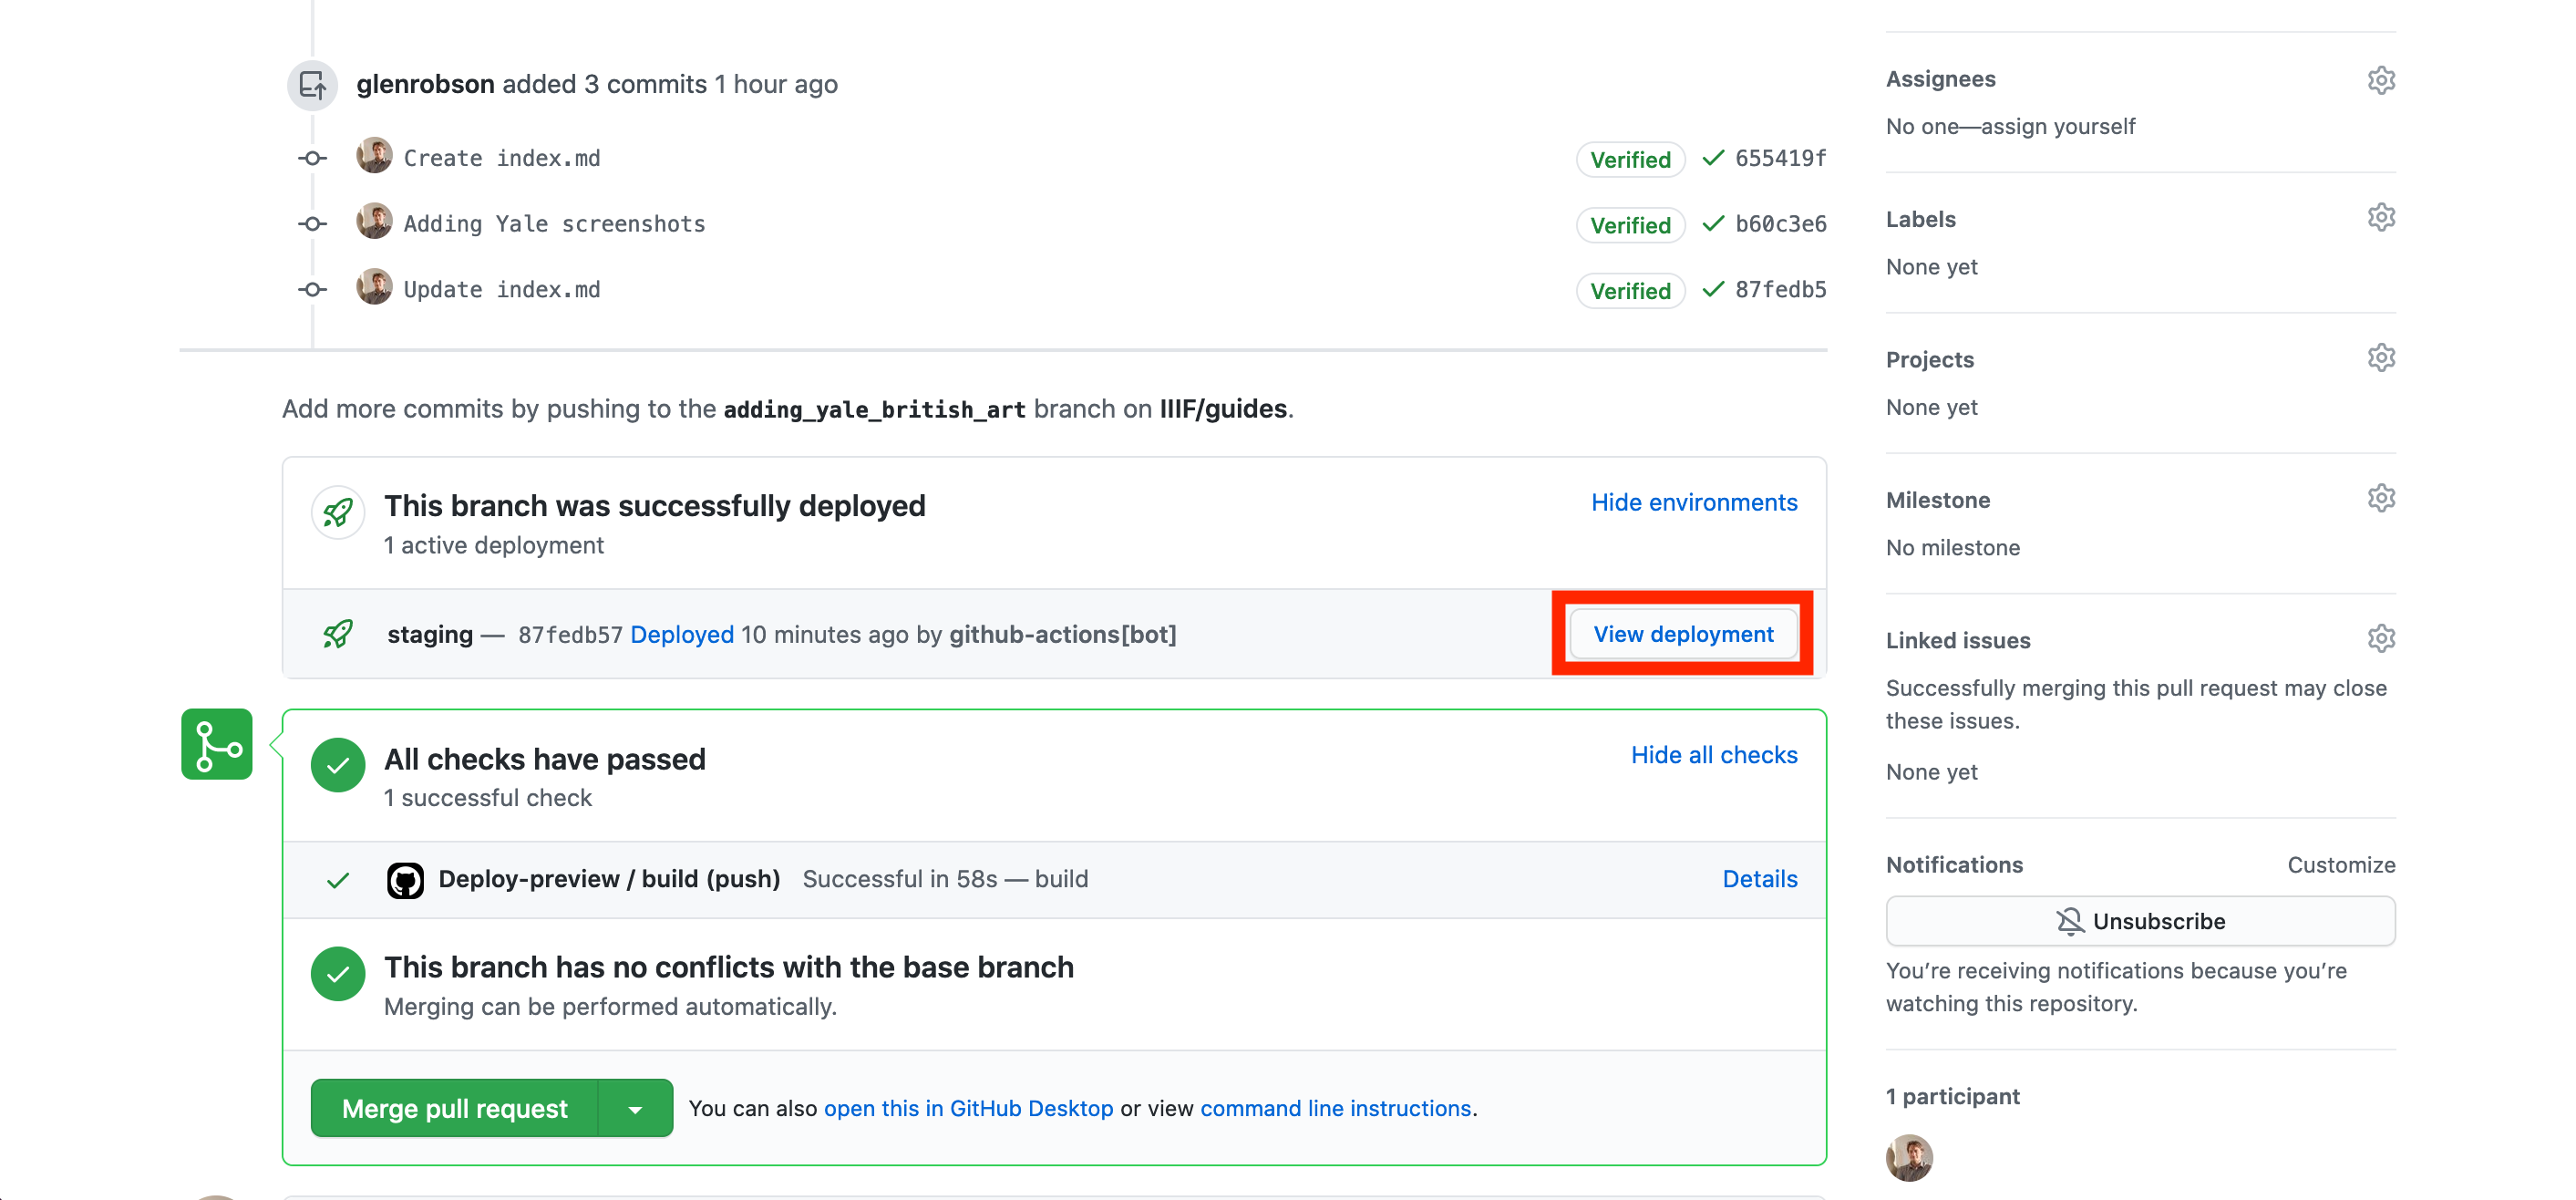 glenrobson added 3 commits 1 hour ago
Create index.md Verified 655419f
Adding Yale screenshots Verified b60c3e6
Update index.md Verified 87fedb5
Add more commits by pushing to the adding_yale_british_art branch on IIIF/guides.
This branch was successfully deployed Hide environments
1 active deployment
staging — 87fedb57 Deployed 10 minutes ago by github-actions[bot] View deployment
All checks have passed Hide all checks
1 successful check
Deploy-preview / build (push) Successful in 58s — build Details
This branch has no conflicts with the base branch
Merging can be performed automatically.
Merge pull request You can also open this in GitHub Desktop or view command line instructions.
Assignees
No one—assign yourself
Labels
None yet
Projects
None yet
Milestone
No milestone
Linked issues
Successfully merging this pull request may close
these issues.
None yet
Notifications Customize
Unsubscribe
You’re receiving notifications because you’re
watching this repository.
1 participant